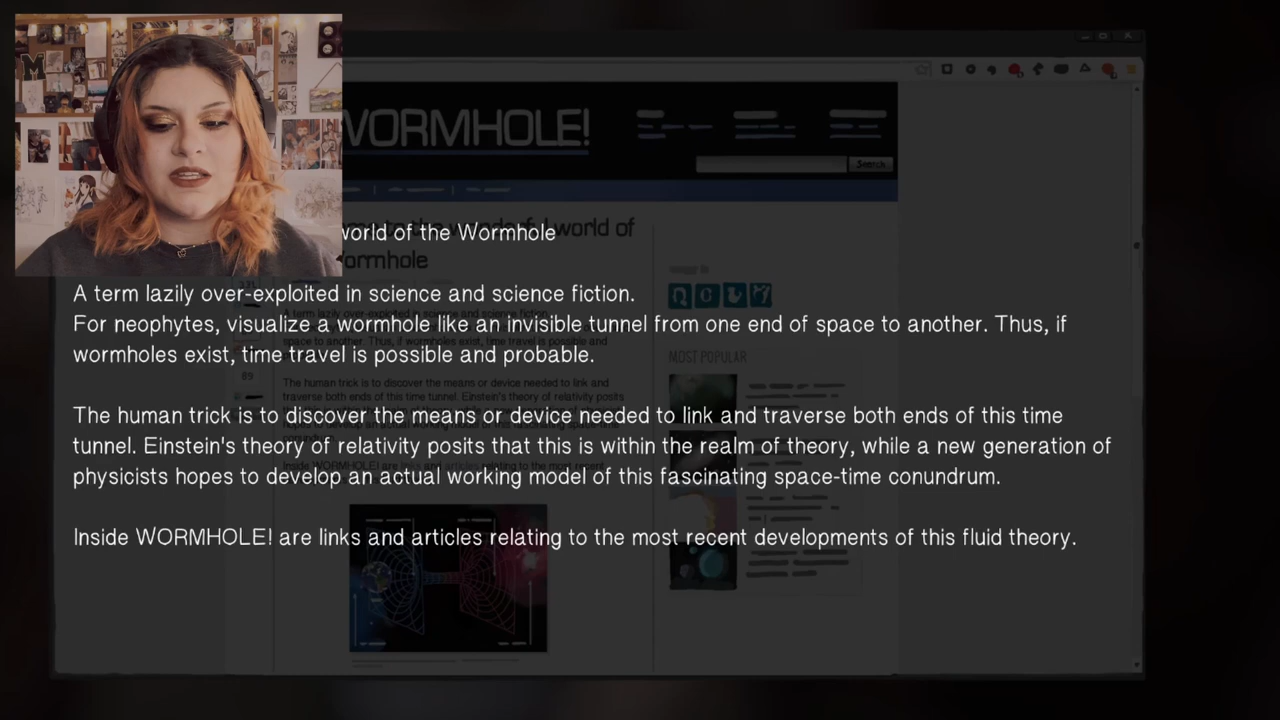 WORMHOLE!
Search
world of the Wormhole
A term lazily over-exploited in science and science fiction.
For neophytes, visualize a wormhole like an invisible tunnel from one end of space to another. Thus, if
wormholes exist, time travel is possible and probable.
MOST POPULAR
89
The human trick is to discover the means or device needed to link and traverse both ends of this time
tunnel. Einstein's theory of relativity posits that this is within the realm of theory, while a new generation of
physicists hopes to develop an actual working model of this fascinating space-time conundrum.
Inside WORMHOLE! are links and articles relating to the most recent developments of this fluid theory.